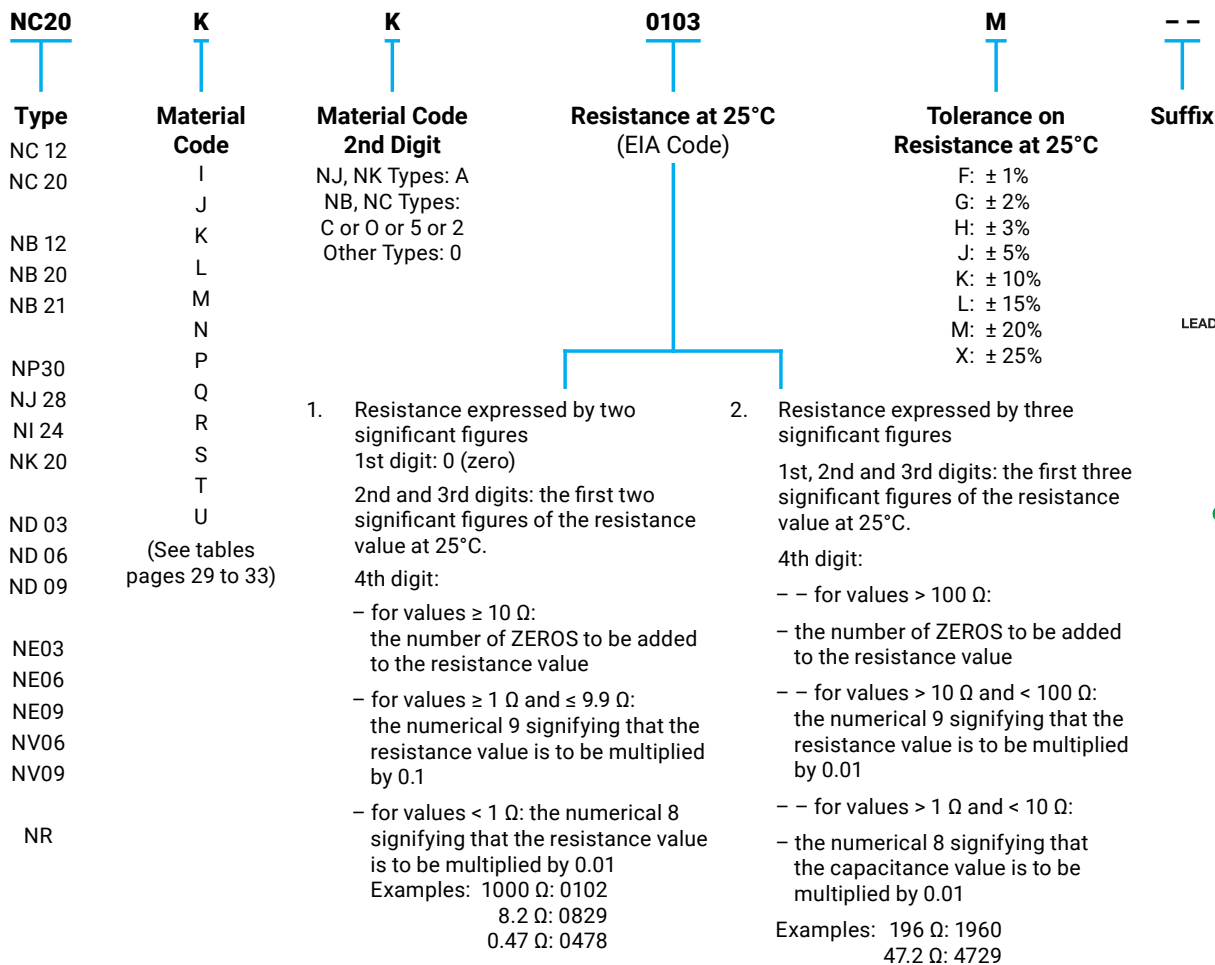 NC20 K K 0103 M – –
Type
NC 12
NC 20
NB 12
NB 20
NB 21
NP30
NJ 28
NI 24
NK 20
ND 03
ND 06
ND 09
NE03
NE06
NE09
NV06
NV09
NR
Material
Code
I
J
K
L
M
N
P
Q
R
S
T
U
(See tables
pages 29 to 33)
Material Code
2nd Digit
NJ, NK Types: A
NB, NC Types:
C or O or 5 or 2
Other Types: 0
Resistance at 25°C
(EIA Code)
1. Resistance expressed by two
significant figures
1st digit: 0 (zero)
2nd and 3rd digits: the first two
significant figures of the resistance
value at 25°C.
4th digit:
– for values ≥ 10 Ω:
the number of ZEROS to be added
to the resistance value
– for values ≥ 1 Ω and ≤ 9.9 Ω:
the numerical 9 signifying that the
resistance value is to be multiplied
by 0.1
– for values < 1 Ω: the numerical 8
signifying that the resistance value
is to be multiplied by 0.01
Examples: 1000 Ω: 0102
8.2 Ω: 0829
0.47 Ω: 0478
2. Resistance expressed by three
significant figures
1st, 2nd and 3rd digits: the first three
significant figures of the resistance
value at 25°C.
4th digit:
– – for values > 100 Ω:
– the number of ZEROS to be added
to the resistance value
– – for values > 10 Ω and < 100 Ω:
the numerical 9 signifying that the
resistance value is to be multiplied
by 0.01
– – for values > 1 Ω and < 10 Ω:
– the numerical 8 signifying that
the capacitance value is to be
multiplied by 0.01
Examples: 196 Ω: 1960
47.2 Ω: 4729
Tolerance on
Resistance at 25°C
F: ± 1%
G: ± 2%
H: ± 3%
J: ± 5%
K: ± 10%
L: ± 15%
M: ± 20%
X: ± 25%
Suffix
LEAD